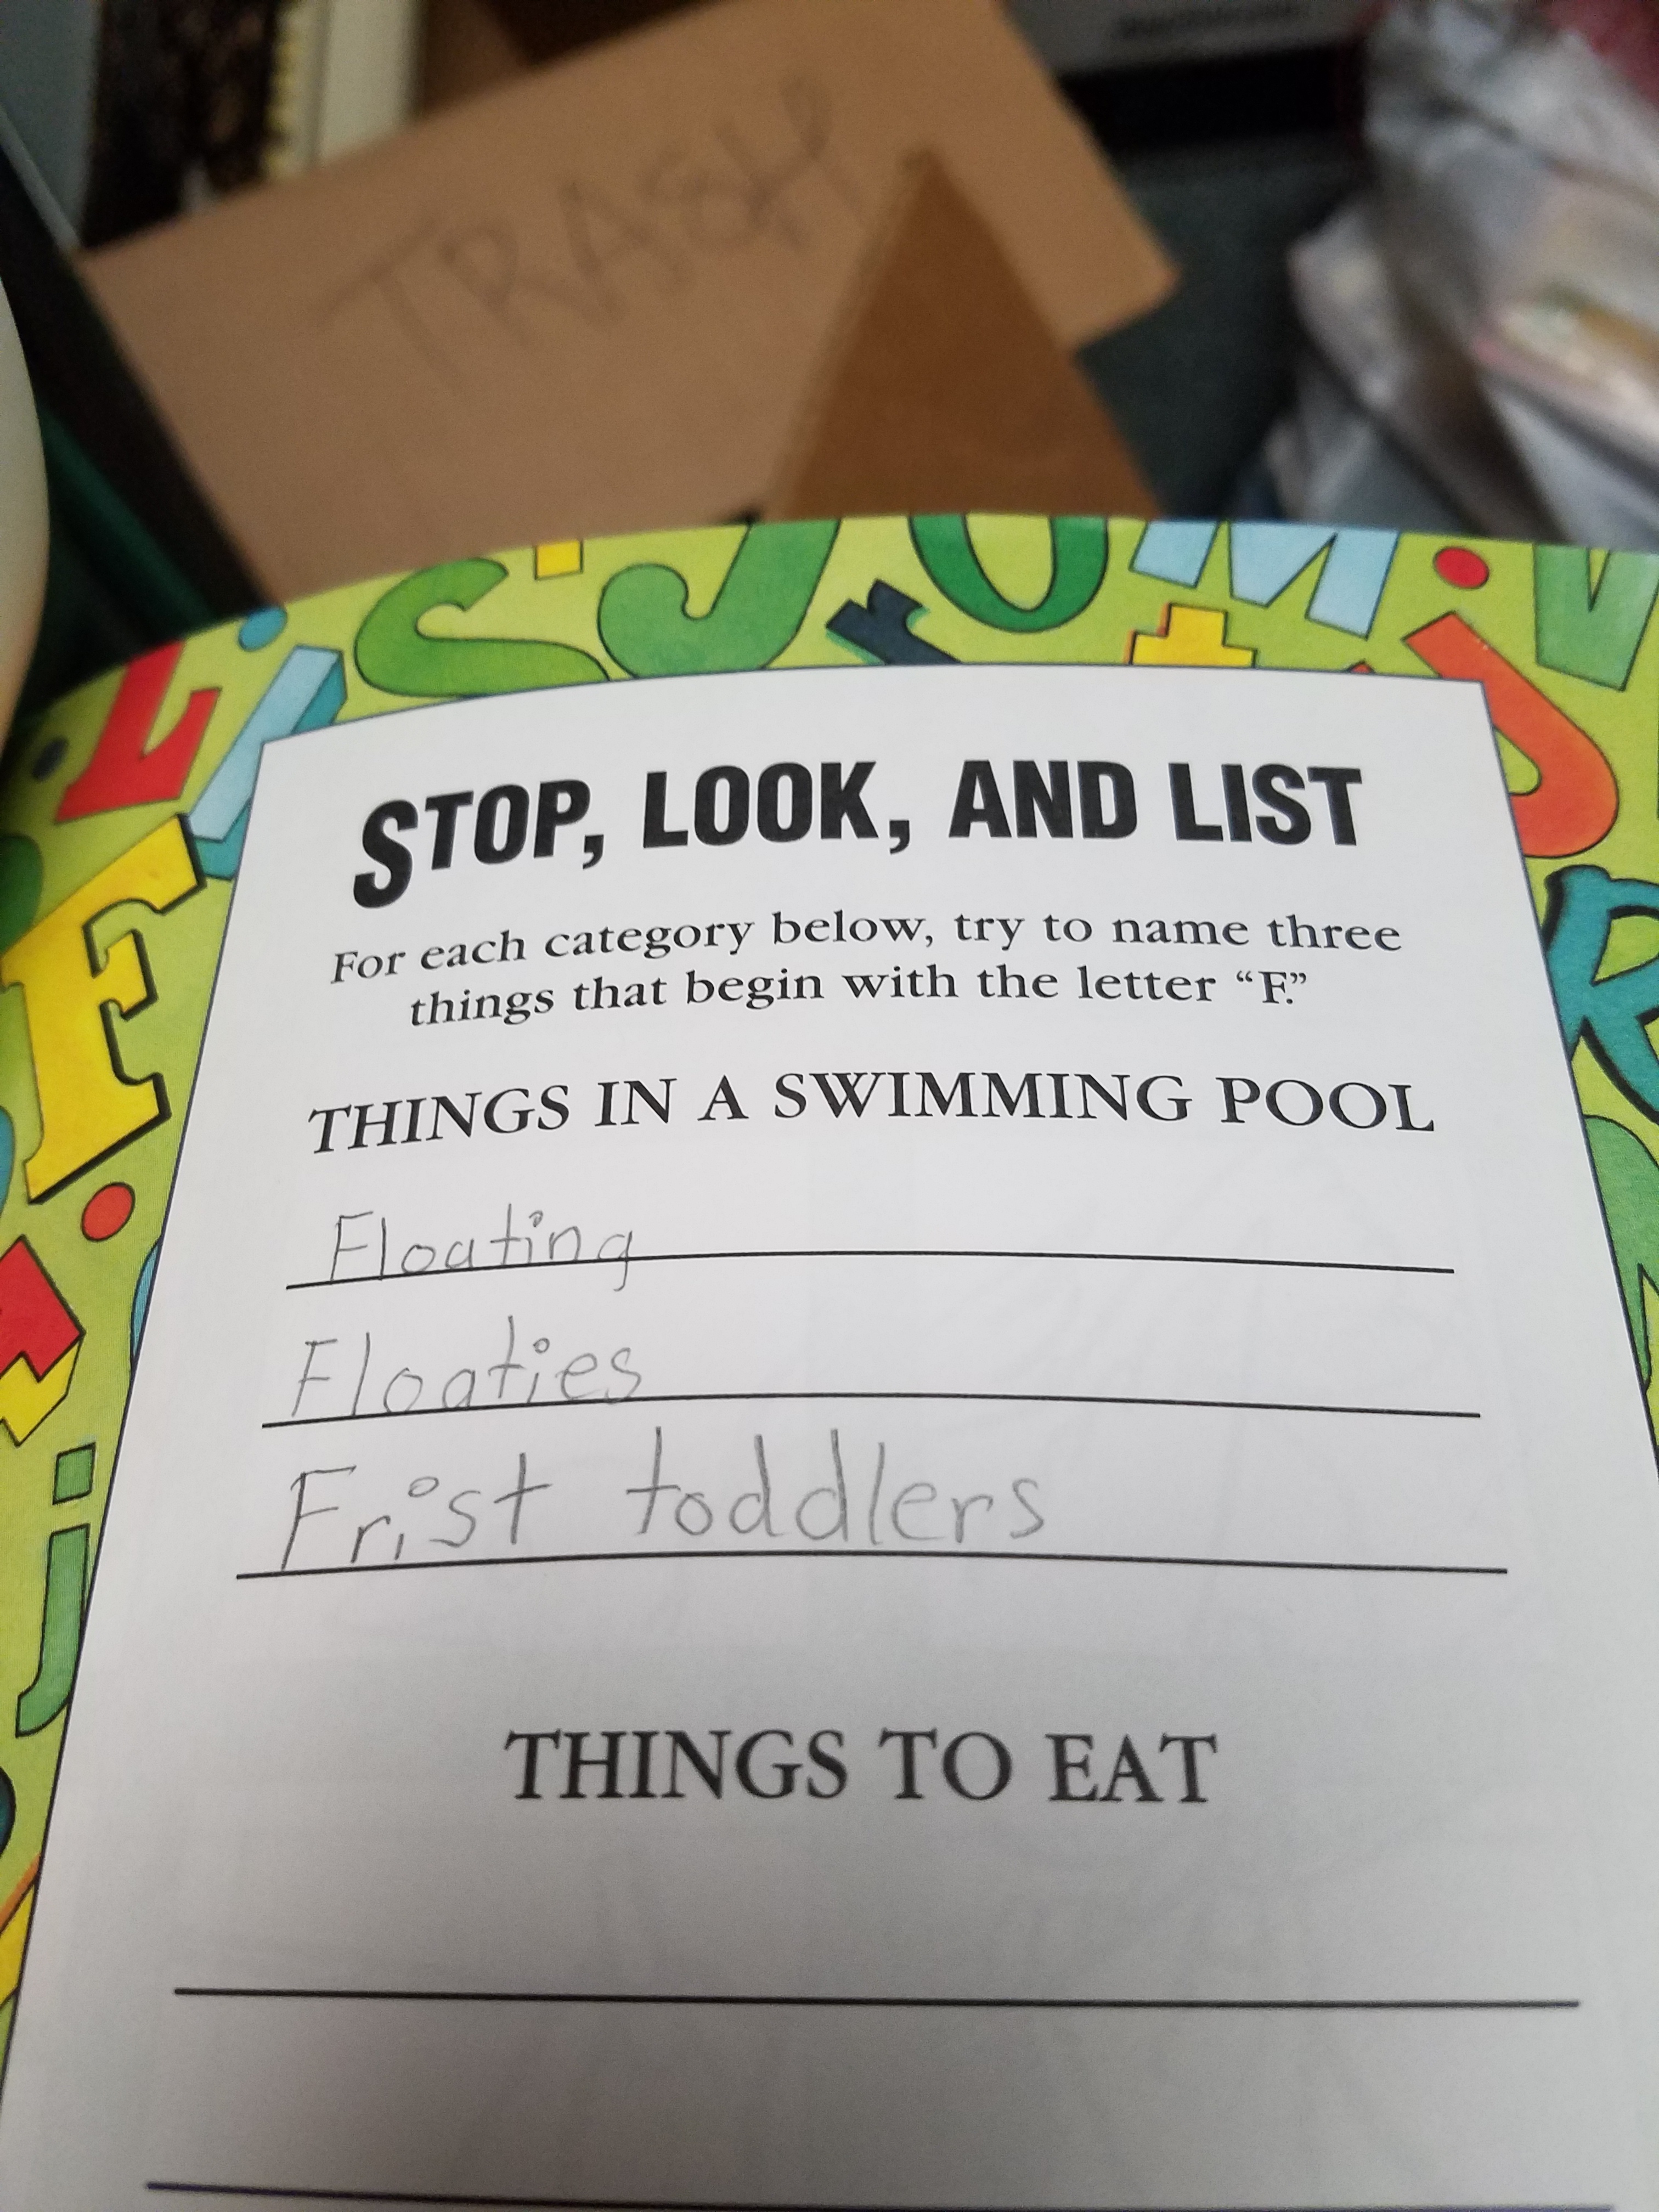 TRASH
STOP, LOOK, AND LIST
For each category below, try to name three
things that begin with the letter “F.”
THINGS IN A SWIMMING POOL
Floating
Floaties
Frist toddlers
THINGS TO EAT